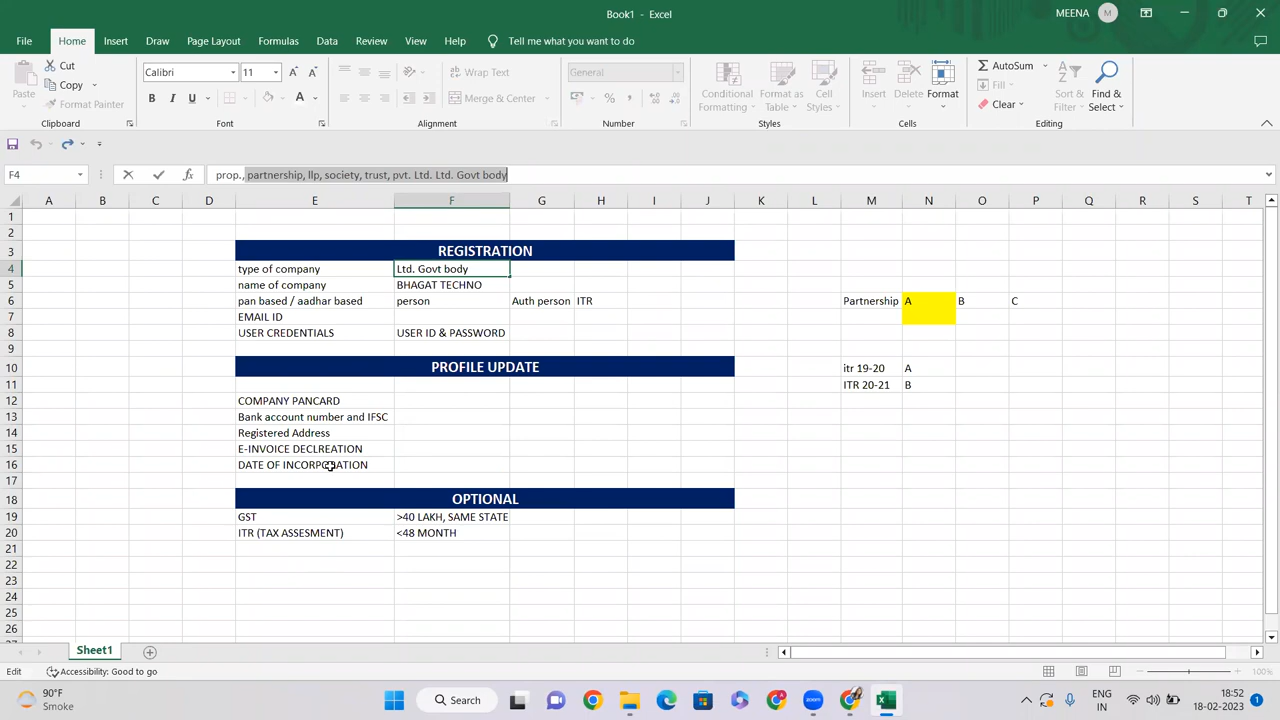 Book1 - Excel
MEENA M
File Home Insert Draw Page Layout Formulas Data Review View Help Tell me what you want to do
Paste
Cut
Copy
Format Painter
Clipboard
Calibri 11
B I U
Font
Wrap Text
Merge & Center
Alignment
General
Number
Conditional Formatting
Format as Table
Cell Styles
Styles
Insert Delete Format
Cells
AutoSum
Fill
Clear
Sort & Filter
Find & Select
Editing
F4 prop., partnership, llp, society, trust, pvt. Ltd. Ltd. Govt body
A B C D E F G H I J K L M N O P Q R S T
1
2
3 REGISTRATION
4 type of company Ltd. Govt body
5 name of company BHAGAT TECHNO
6 pan based / aadhar based person Auth person ITR Partnership A B C
7 EMAIL ID
8 USER CREDENTIALS USER ID & PASSWORD
9
10 PROFILE UPDATE itr 19-20 A
11 ITR 20-21 B
12 COMPANY PANCARD
13 Bank account number and IFSC
14 Registered Address
15 E-INVOICE DECLREATION
16 DATE OF INCORPORATION
17
18 OPTIONAL
19 GST >40 LAKH, SAME STATE
20 ITR (TAX ASSESMENT) <48 MONTH
21
22
23
24
25
26
27
Sheet1
Edit Accessibility: Good to go 100%
90°F
Smoke
Search
ENG
IN
18:52
18-02-2023
1